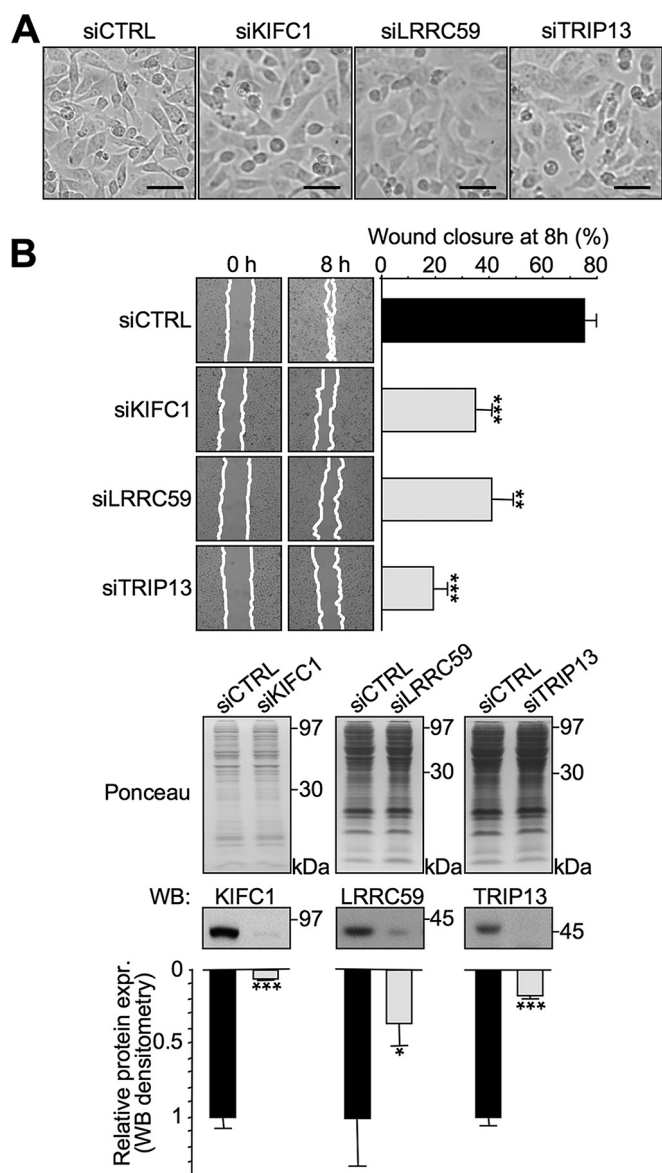 A
siCTRL siKIFC1 siLRRC59 siTRIP13
B
Wound closure at 8h (%)
0 h 8 h 0 20 40 60 80
siCTRL
siKIFC1 ***
siLRRC59 **
siTRIP13 ***
siCTRL siKIFC1 siCTRL siLRRC59 siCTRL siTRIP13
97 97 97
30 30
Ponceau 30
kDa kDa kDa
WB: KIFC1 LRRC59 TRIP13
97 45 45
Relative protein expr.
(WB densitometry)
0
*** * ***
0.5
1